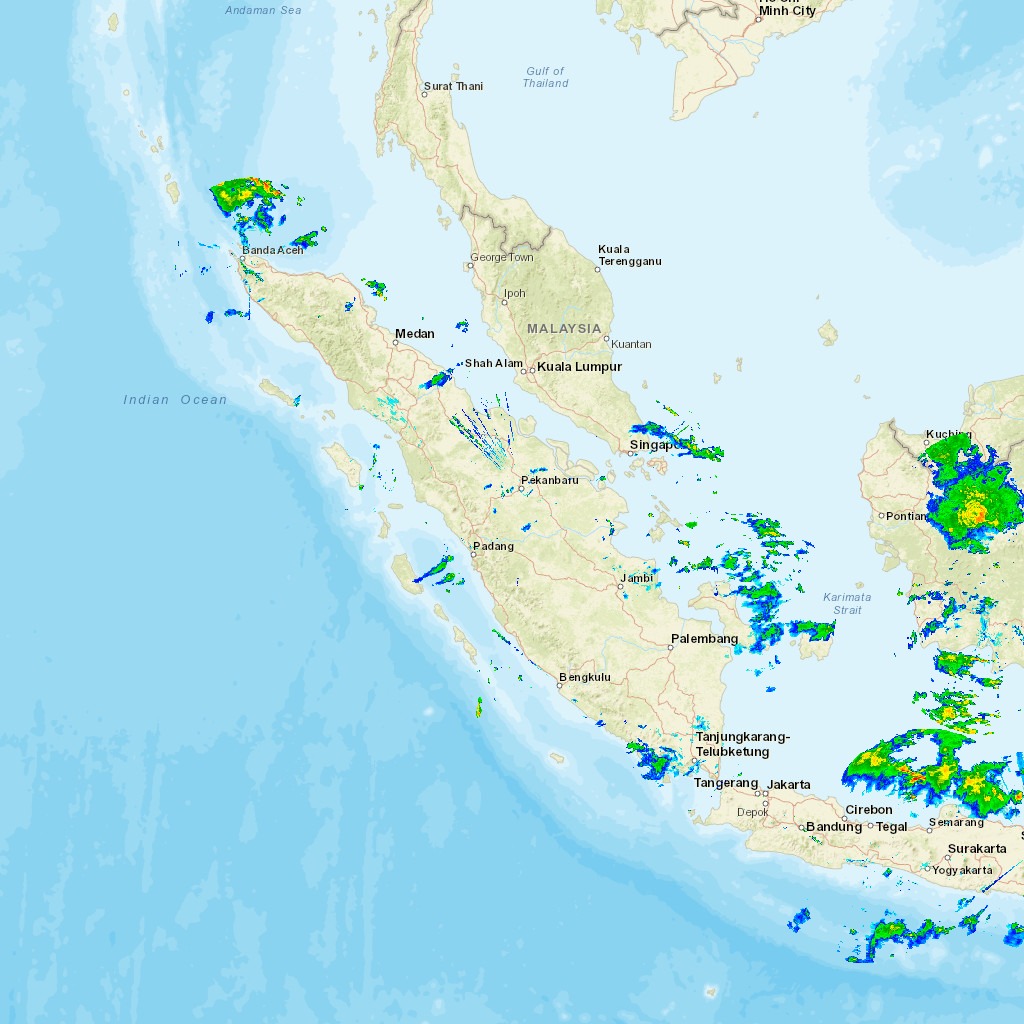 Andaman Sea
Ho Chi
Minh City
Gulf of
Thailand
Surat Thani
Banda Aceh
George Town
Kuala
Terengganu
Ipoh
MALAYSIA
Medan
Kuantan
Shah Alam
Kuala Lumpur
Indian Ocean
Kuching
Singap
Pekanbaru
Pontian
Padang
Jambi
Karimata
Strait
Palembang
Bengkulu
Tanjungkarang-
Telubketung
Tangerang
Jakarta
Depok
Cirebon
Bandung
Tegal
Semarang
S
Surakarta
Yogyakarta